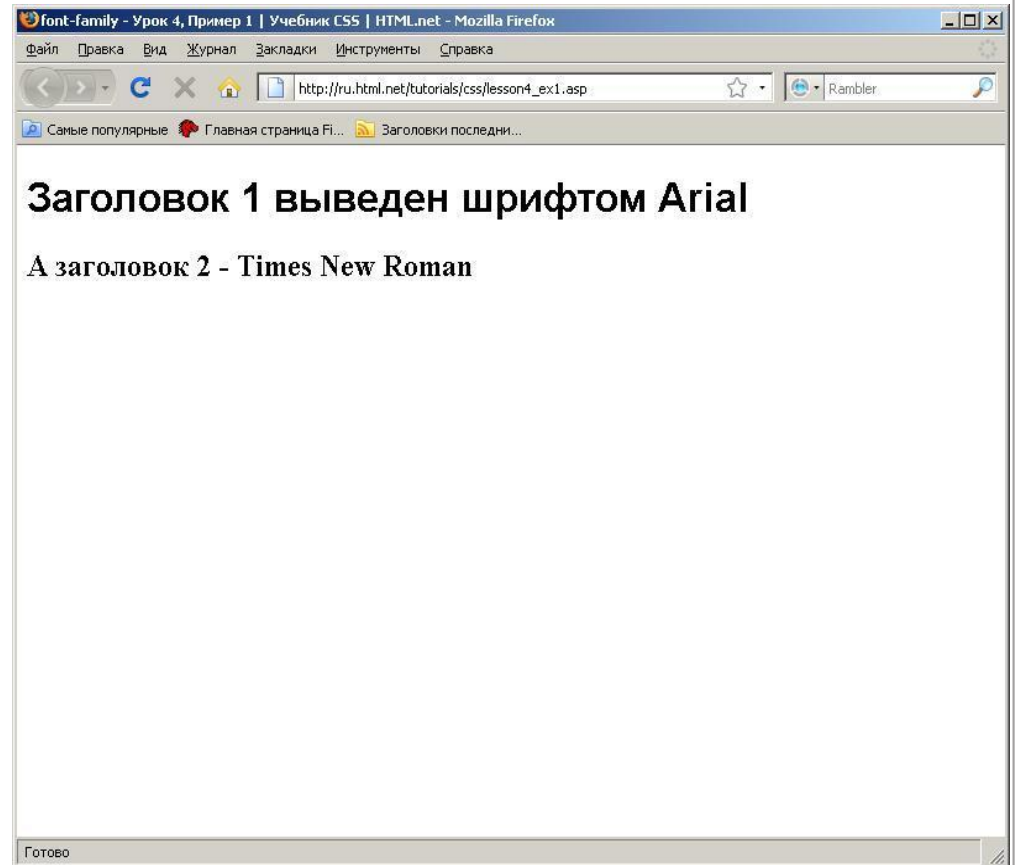 font-family - Урок 4, Пример 1 | Учебник CSS | HTML.net - Mozilla Firefox
Файл Правка Вид Журнал Закладки Инструменты Справка
http://ru.html.net/tutorials/css/lesson4_ex1.asp Rambler
Самые популярные Главная страница Fi... Заголовки последни...
Заголовок 1 выведен шрифтом Arial
А заголовок 2 - Times New Roman
Готово